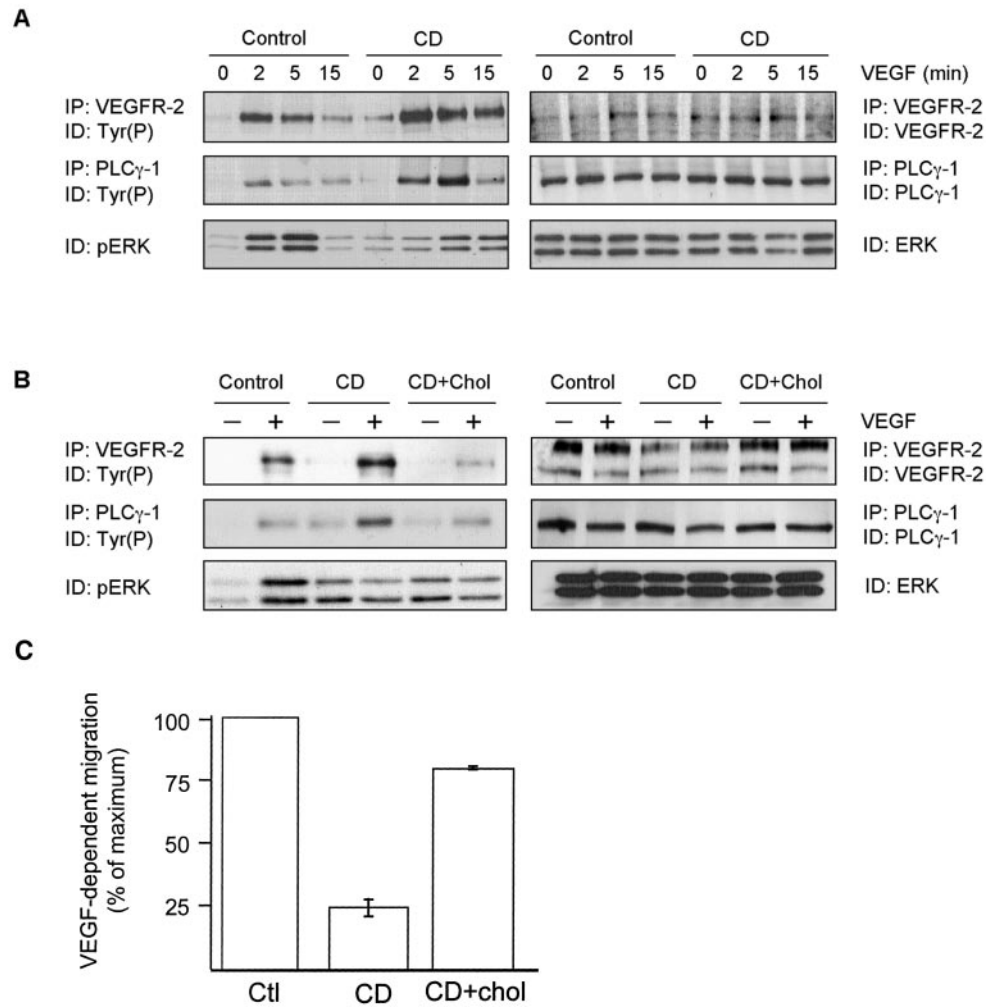 A
Control CD Control CD
0 2 5 15 0 2 5 15 0 2 5 15 0 2 5 15 VEGF (min)
IP: VEGFR-2 IP: VEGFR-2
ID: Tyr(P) ID: VEGFR-2
IP: PLCγ-1 IP: PLCγ-1
ID: Tyr(P) ID: PLCγ-1
ID: pERK ID: ERK
B
Control CD CD+Chol Control CD CD+Chol
– + – + – + – + – + – + VEGF
IP: VEGFR-2 IP: VEGFR-2
ID: Tyr(P) ID: VEGFR-2
IP: PLCγ-1 IP: PLCγ-1
ID: Tyr(P) ID: PLCγ-1
ID: pERK ID: ERK
C
VEGF-dependent migration
(% of maximum)
100
75
50
25
Ctl CD CD+chol